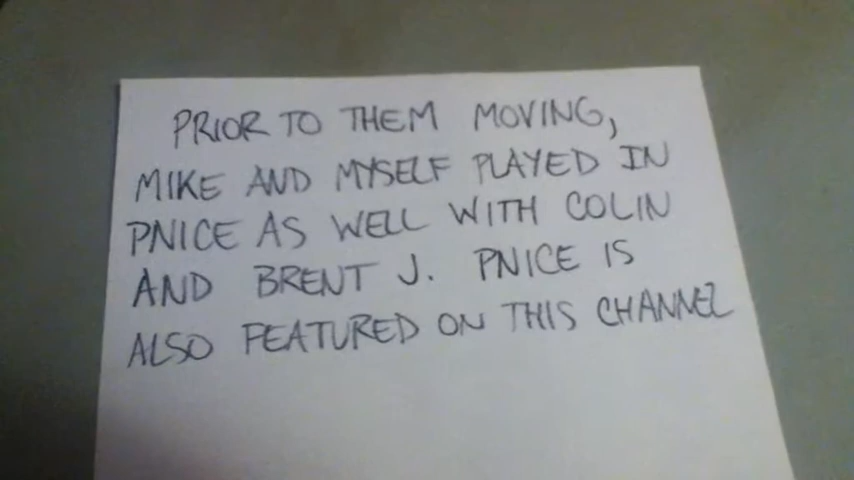 PRIOR TO THEM MOVING,
MIKE AND MYSELF PLAYED IN
PNICE AS WELL WITH COLIN
AND BRENT J. PNICE IS
ALSO FEATURED ON THIS CHANNEL